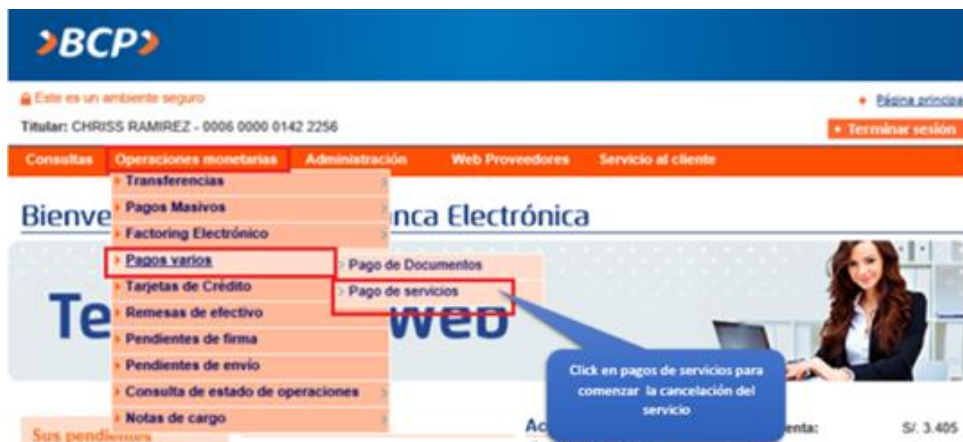 >BCP>
Este es un ambiente seguro
Página principa
Titular: CHRISS RAMIREZ - 0006 0000 0142 2256
Terminar sesión
Consultas Operaciones monetarias Administración Web Proveedores Servicio al cliente
Transferencias
Pagos Masivos
Bienve nca Electrónica
Factoring Electrónico
Pagos varios
Pago de Documentos
Tarjetas de Crédito
Pago de servicios
Te web
Remesas de efectivo
Pendientes de firma
Pendientes de envío
Click en pagos de servicios para
comenzar la cancelación del
servicio
Consulta de estado de operaciones
Notas de cargo
Sus pendientes
Ac enta: S/. 3.405